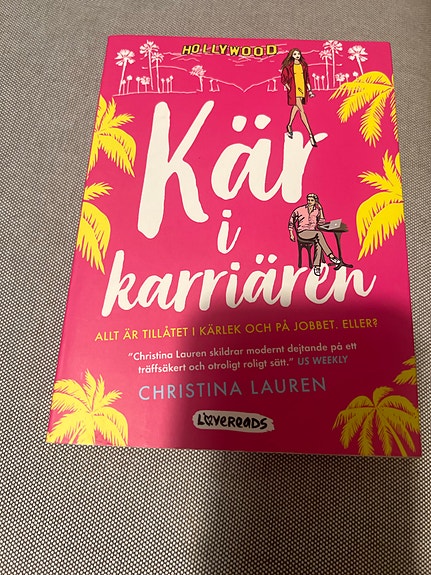 HOLLYWOOD
Kär
i
karriären
ALLT ÄR TILLÅTET I KÄRLEK OCH PÅ JOBBET. ELLER?
"Christina Lauren skildrar modernt dejtande på ett
träffsäkert och otroligt roligt sätt." US WEEKLY
CHRISTINA LAUREN
LOVEREADS